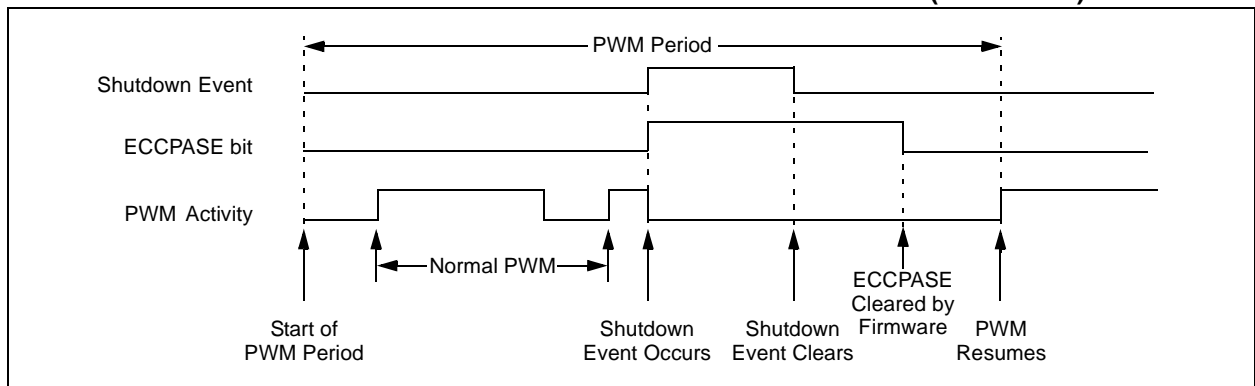 PWM Period
Shutdown Event
ECCPASE bit
PWM Activity
Normal PWM
Start of
PWM Period
Shutdown
Event Occurs
Shutdown
Event Clears
ECCPASE
Cleared by
Firmware
PWM
Resumes